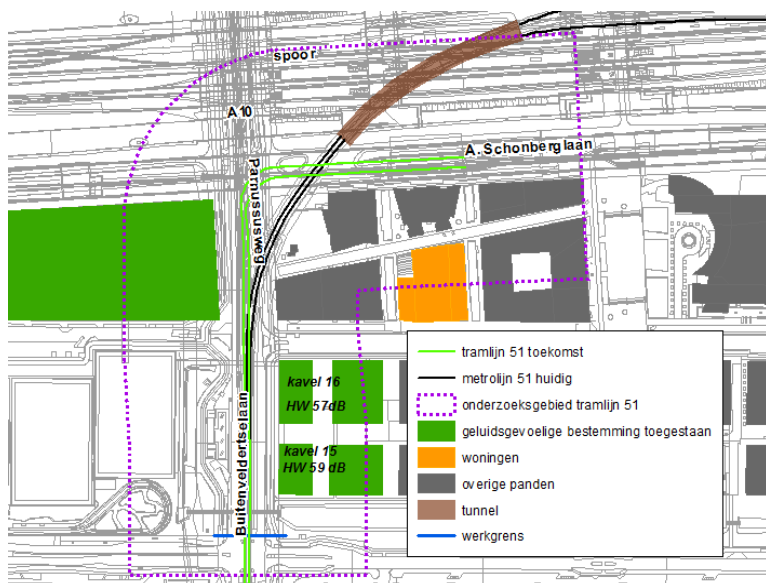 spoor
A10
A. Schonberglaan
Parnussusweg
kavel 16
HW 57dB
kavel 15
HW 59 dB
Buitenveldertselaan
tramlijn 51 toekomst
metrolijn 51 huidig
onderzoeksgebied tramlijn 51
geluidsgevoelige bestemming toegestaan
woningen
overige panden
tunnel
werkgrens